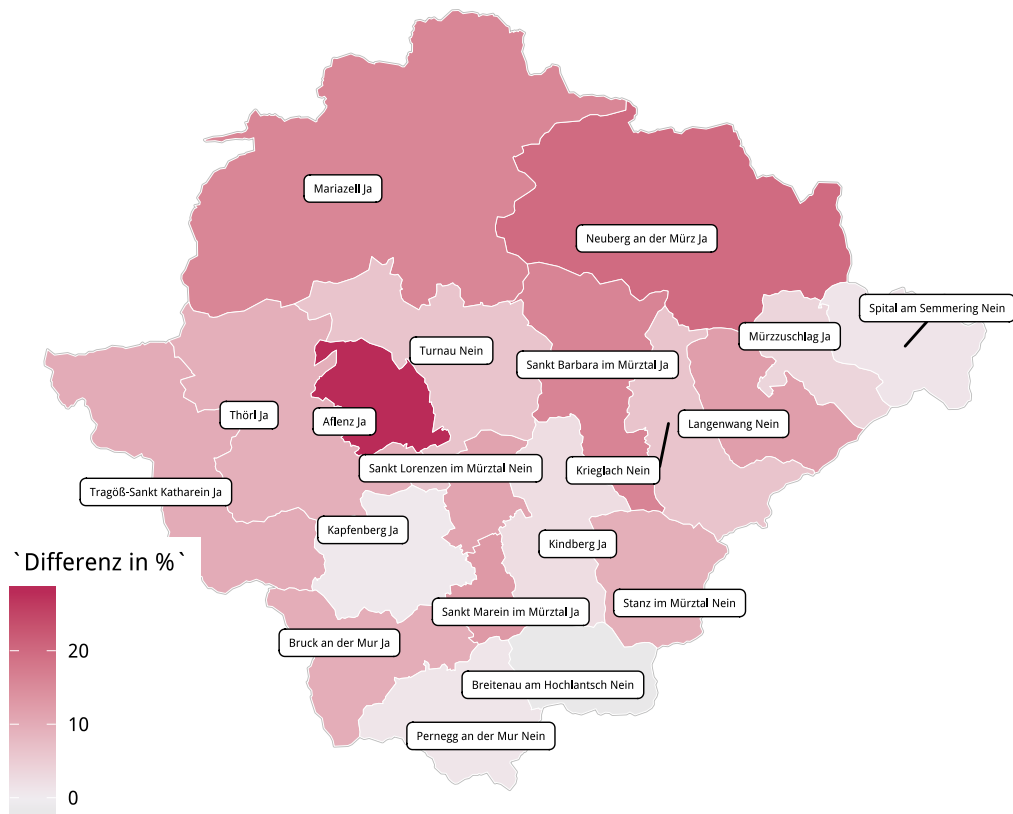 Mariazell Ja
Neuberg an der Mürz Ja
Spital am Semmering Nein
Mürzzuschlag Ja
Turnau Nein
Sankt Barbara im Mürztal Ja
Thörl Ja
Aflenz Ja
Langenwang Nein
Sankt Lorenzen im Mürztal Nein
Krieglach Nein
Tragöß-Sankt Katharein Ja
Kapfenberg Ja
Kindberg Ja
`Differenz in %`
Stanz im Mürztal Nein
Sankt Marein im Mürztal Ja
Bruck an der Mur Ja
20
Breitenau am Hochlantsch Nein
10
Pernegg an der Mur Nein
0